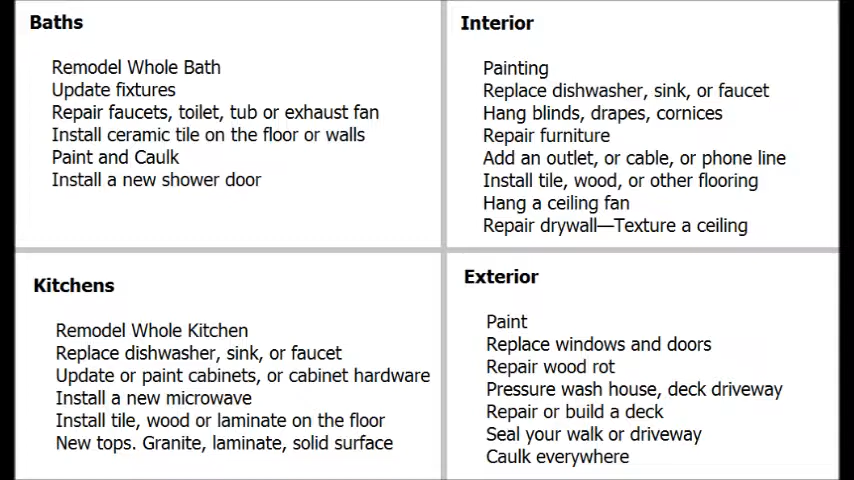 Baths
Remodel Whole Bath
Update fixtures
Repair faucets, toilet, tub or exhaust fan
Install ceramic tile on the floor or walls
Paint and Caulk
Install a new shower door
Interior
Painting
Replace dishwasher, sink, or faucet
Hang blinds, drapes, cornices
Repair furniture
Add an outlet, or cable, or phone line
Install tile, wood, or other flooring
Hang a ceiling fan
Repair drywall—Texture a ceiling
Kitchens
Remodel Whole Kitchen
Replace dishwasher, sink, or faucet
Update or paint cabinets, or cabinet hardware
Install a new microwave
Install tile, wood or laminate on the floor
New tops. Granite, laminate, solid surface
Exterior
Paint
Replace windows and doors
Repair wood rot
Pressure wash house, deck driveway
Repair or build a deck
Seal your walk or driveway
Caulk everywhere